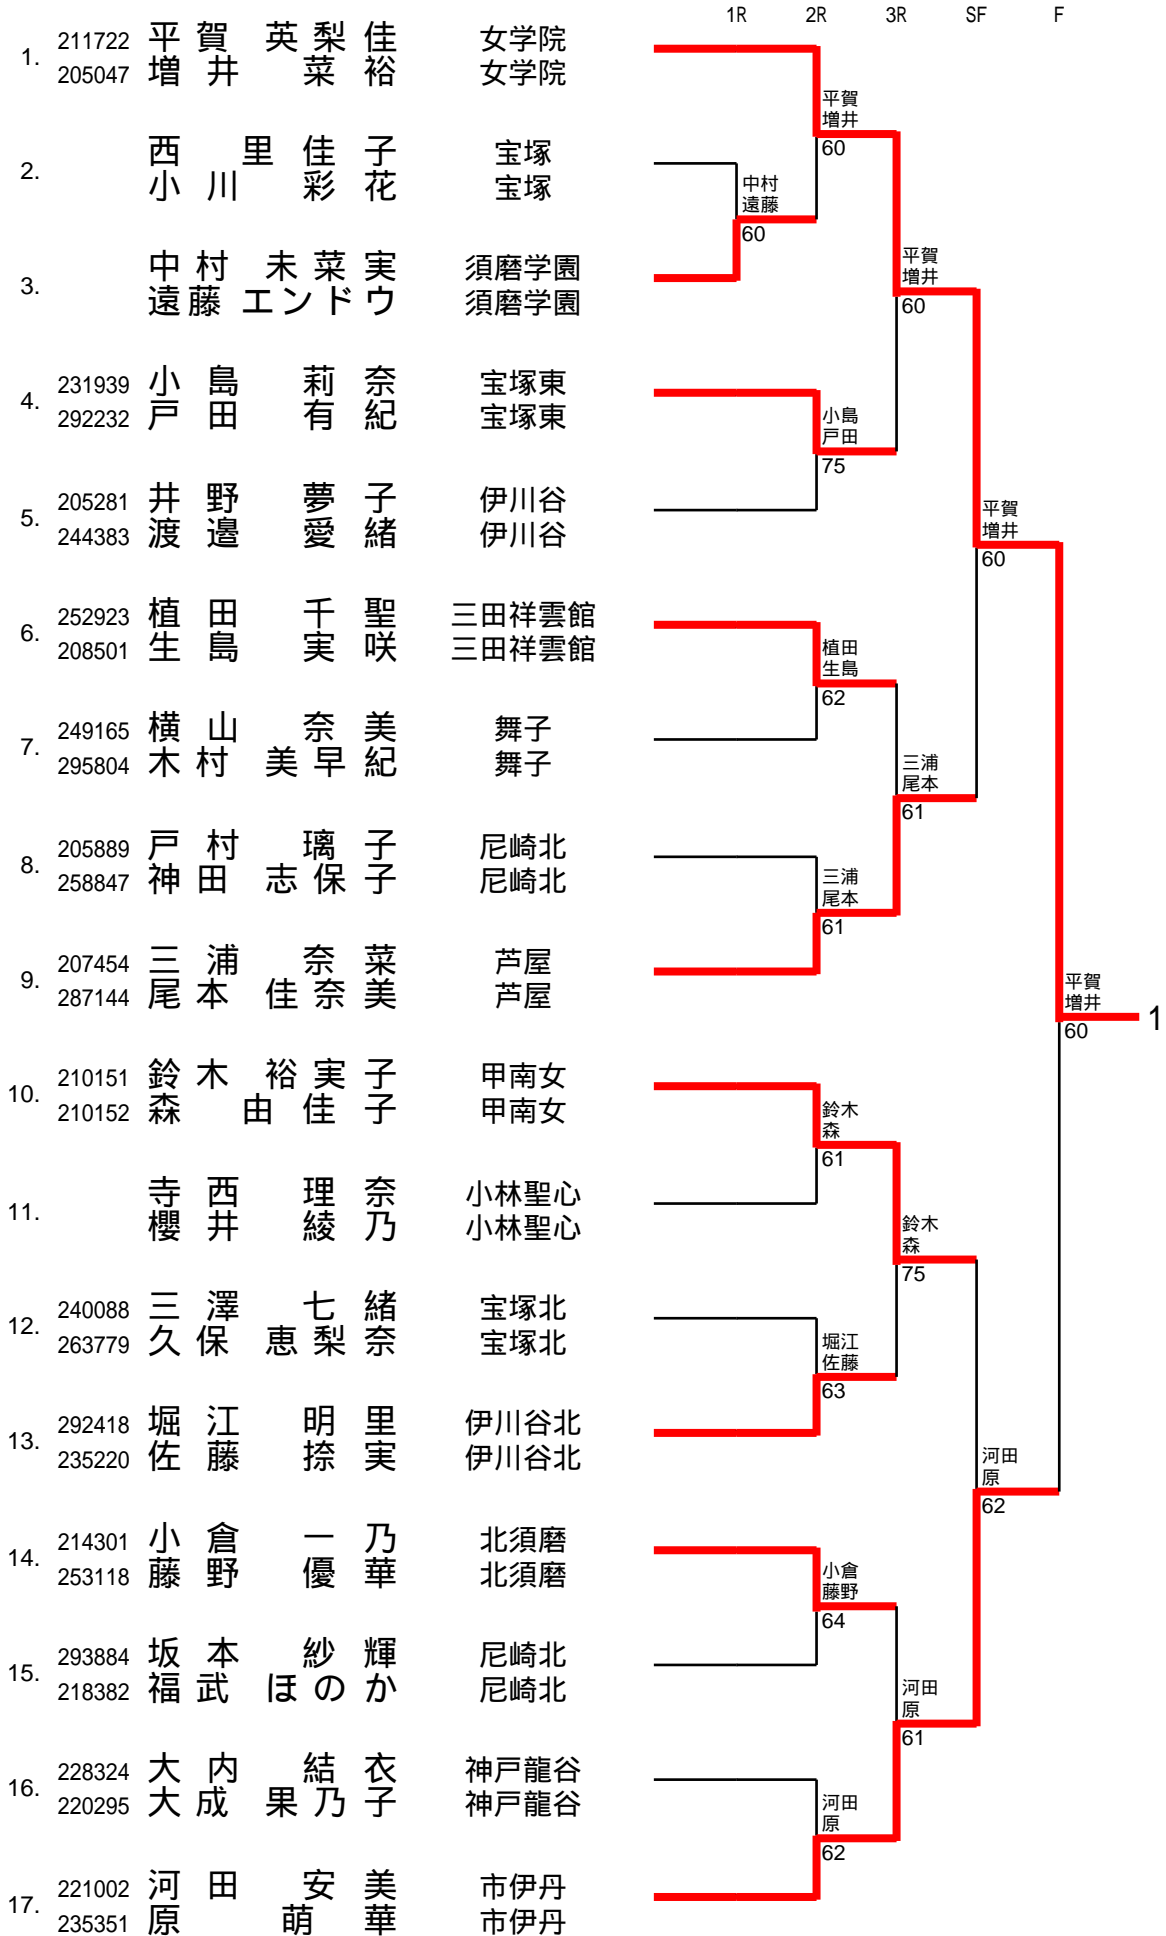 1R 2R 3R SF F
1. 211722 平賀 英梨佳 女学院
205047 増井 菜裕 女学院
平賀
増井
60
2. 西 里佳子 宝塚
小川 彩花 宝塚
中村
遠藤
60
3. 中村 未菜実 須磨学園
遠藤 エンドウ 須磨学園
平賀
増井
60
4. 231939 小島 莉奈 宝塚東
292232 戸田 有紀 宝塚東
小島
戸田
75
5. 205281 井野 夢子 伊川谷
244383 渡邉 愛緒 伊川谷
平賀
増井
60
6. 252923 植田 千聖 三田祥雲館
208501 生島 実咲 三田祥雲館
植田
生島
62
7. 249165 横山 奈美 舞子
295804 木村 美早紀 舞子
三浦
尾本
61
8. 205889 戸村 璃子 尼崎北
258847 神田 志保子 尼崎北
三浦
尾本
61
9. 207454 三浦 奈菜 芦屋
287144 尾本 佳奈美 芦屋
平賀
増井
60
1
10. 210151 鈴木 裕実子 甲南女
210152 森 由佳子 甲南女
鈴木
森
61
11. 寺西 理奈 小林聖心
櫻井 綾乃 小林聖心
鈴木
森
75
12. 240088 三澤 七緒 宝塚北
263779 久保 恵梨奈 宝塚北
堀江
佐藤
63
13. 292418 堀江 明里 伊川谷北
235220 佐藤 捺実 伊川谷北
河田
原
62
14. 214301 小倉 一乃 北須磨
253118 藤野 優華 北須磨
小倉
藤野
64
15. 293884 坂本 紗輝 尼崎北
218382 福武 ほのか 尼崎北
河田
原
61
16. 228324 大内 結衣 神戸龍谷
220295 大成 果乃子 神戸龍谷
河田
原
62
17. 221002 河田 安美 市伊丹
235351 原 萌華 市伊丹